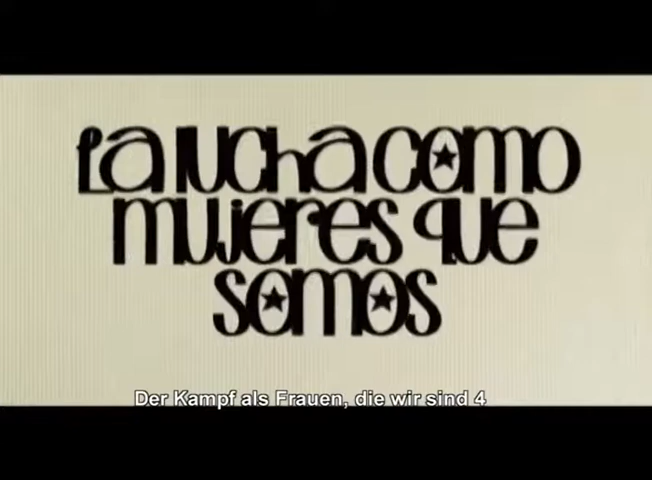 La lucha como
mujeres que
somos
Der Kampf als Frauen, die wir sind 4